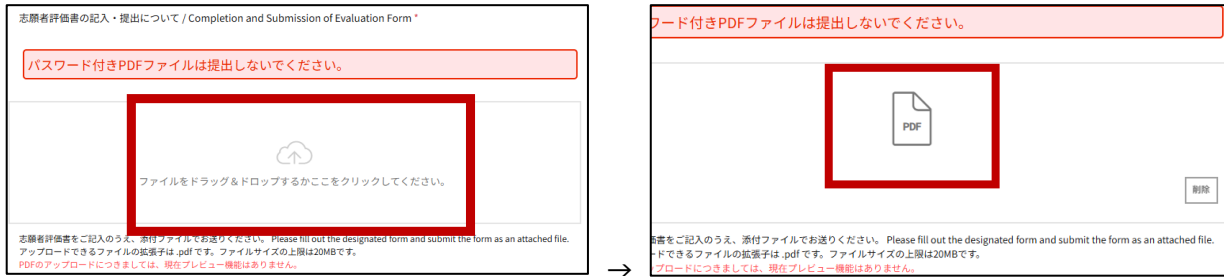 志願者評価書の記入・提出について / Completion and Submission of Evaluation Form *
パスワード付きPDFファイルは提出しないでください。
ファイルをドラッグ&ドロップするかここをクリックしてください。
志願者評価書をご記入のうえ、添付ファイルでお送りください。 Please fill out the designated form and submit the form as an attached file.
アップロードできるファイルの拡張子は .pdf です。ファイルサイズの上限は20MBです。
PDFのアップロードにつきましては、現在プレビュー機能はありません。
→
ワード付きPDFファイルは提出しないでください。
PDF
削除
書をご記入のうえ、添付ファイルでお送りください。 Please fill out the designated form and submit the form as an attached file.
ードできるファイルの拡張子は .pdf です。ファイルサイズの上限は20MBです。
プロードにつきましては、現在プレビュー機能はありません。